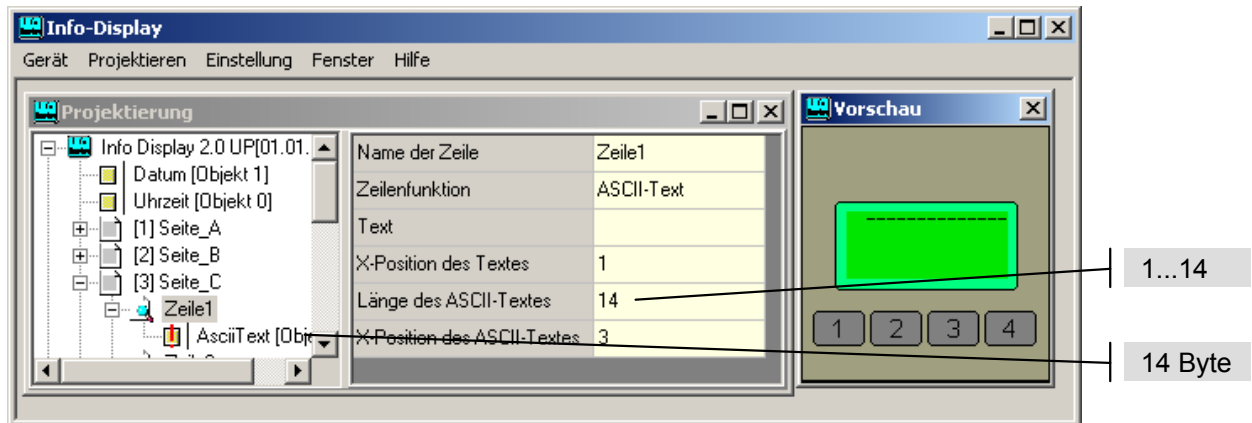 Info-Display
Gerät Projektieren Einstellung Fenster Hilfe
Projektierung
Info Display 2.0 UP[01.01.
Datum [Objekt 1]
Uhrzeit [Objekt 0]
[1] Seite_A
[2] Seite_B
[3] Seite_C
Zeile1
AsciiText [Obje
Name der Zeile Zeile1
Zeilenfunktion ASCII-Text
Text
X-Position des Textes 1
Länge des ASCII-Textes 14
X-Position des ASCII-Textes 3
Vorschau
1 2 3 4
1...14
14 Byte